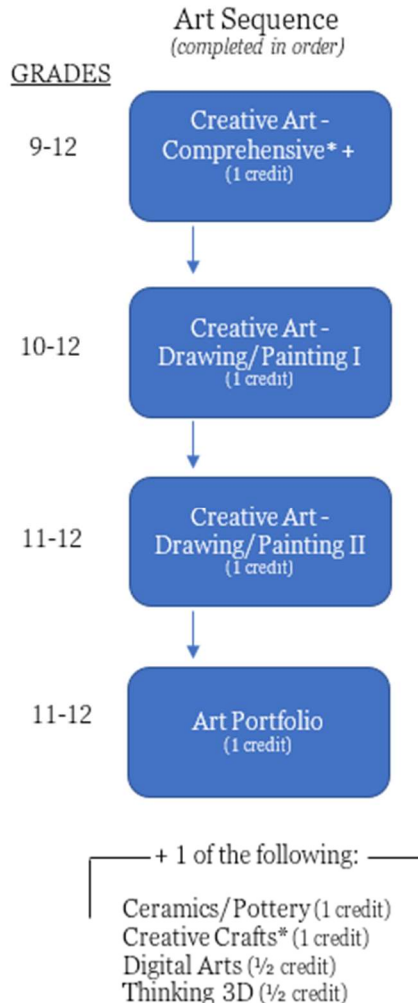 Art Sequence
(completed in order)
GRADES
9-12
Creative Art -
Comprehensive* +
(1 credit)
10-12
Creative Art -
Drawing/Painting I
(1 credit)
11-12
Creative Art -
Drawing/Painting II
(1 credit)
11-12
Art Portfolio
(1 credit)
+ 1 of the following:
Ceramics/Pottery (1 credit)
Creative Crafts* (1 credit)
Digital Arts (½ credit)
Thinking 3D (½ credit)